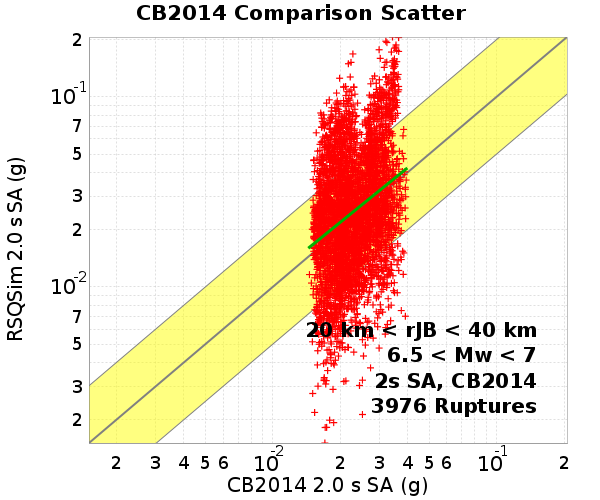 CB2014 Comparison Scatter
RSQSim 2.0 s SA (g)
2
10-1
7
5
3
2
10-2
7
5
3
2
20 km < rJB < 40 km
6.5 < Mw < 7
2s SA, CB2014
3976 Ruptures
2 3 4 5 6 10-2 2 3 4 5 6 10-1 2
CB2014 2.0 s SA (g)